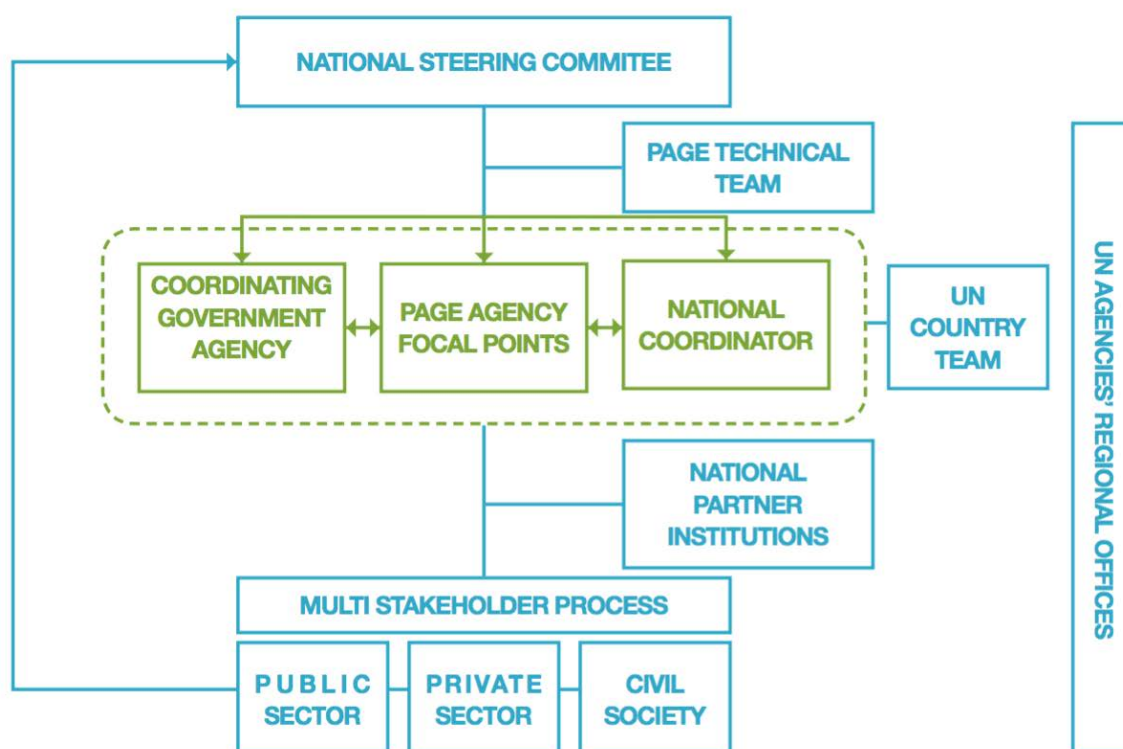 NATIONAL STEERING COMMITEE
PAGE TECHNICAL
TEAM
COORDINATING
GOVERNMENT
AGENCY
PAGE AGENCY
FOCAL POINTS
NATIONAL
COORDINATOR
UN
COUNTRY
TEAM
UN AGENCIES’ REGIONAL OFFICES
NATIONAL
PARTNER
INSTITUTIONS
MULTI STAKEHOLDER PROCESS
PUBLIC
SECTOR
PRIVATE
SECTOR
CIVIL
SOCIETY